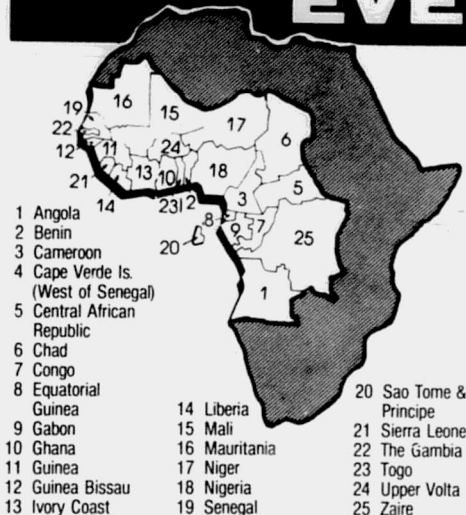 EVE
16
15
17
6
19
22
12
11
24
18
13
10
21
14
23
2
3
5
8
9
7
25
20
1
1 Angola
2 Benin
3 Cameroon
4 Cape Verde Is.
(West of Senegal)
5 Central African
Republic
6 Chad
7 Congo
8 Equatorial
Guinea
9 Gabon
10 Ghana
11 Guinea
12 Guinea Bissau
13 Ivory Coast
14 Liberia
15 Mali
16 Mauritania
17 Niger
18 Nigeria
19 Senegal
20 Sao Tome &
Principe
21 Sierra Leone
22 The Gambia
23 Togo
24 Upper Volta
25 Zaire